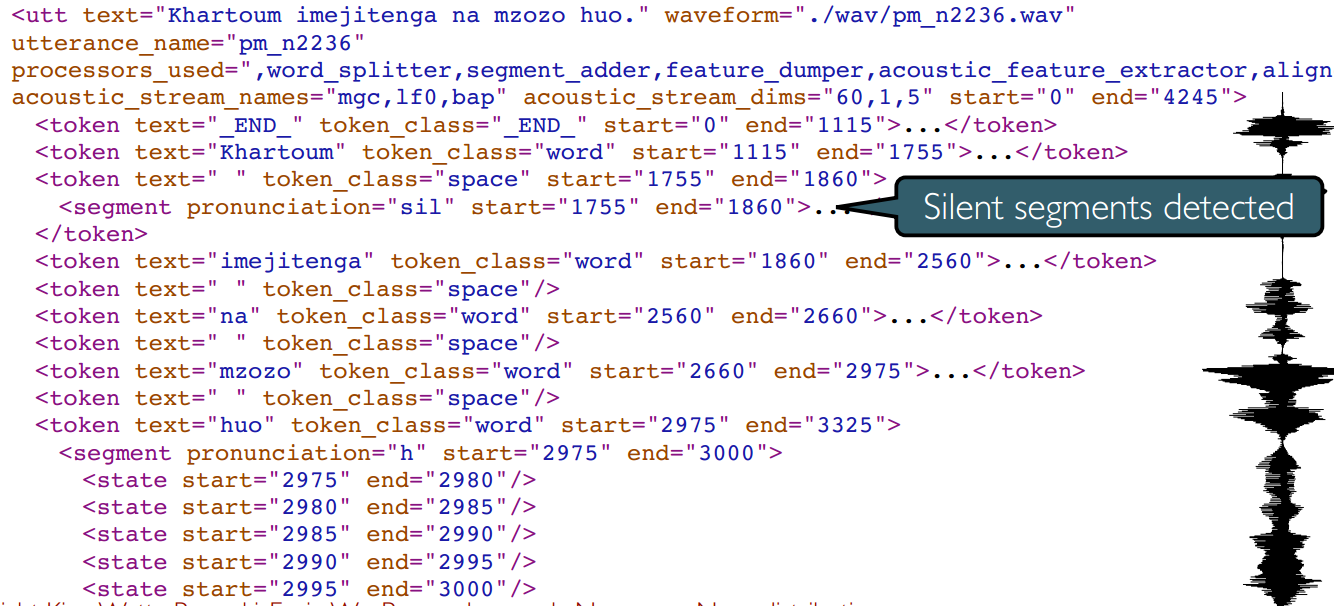 <utt text="Khartoum imejitenga na mzozo huo." waveform="./wav/pm_n2236.wav"
utterance_name="pm_n2236"
processors_used=",word_splitter,segment_adder,feature_dumper,acoustic_feature_extractor,align
acoustic_stream_names="mgc,lf0,bap" acoustic_stream_dims="60,1,5" start="0" end="4245">
<token text="_END_" token_class="_END_" start="0" end="1115">...</token>
<token text="Khartoum" token_class="word" start="1115" end="1755">...</token>
<token text=" " token_class="space" start="1755" end="1860">
<segment pronunciation="sil" start="1755" end="1860">...
Silent segments detected
</token>
<token text="imejitenga" token_class="word" start="1860" end="2560">...</token>
<token text=" " token_class="space"/>
<token text="na" token_class="word" start="2560" end="2660">...</token>
<token text=" " token_class="space"/>
<token text="mzozo" token_class="word" start="2660" end="2975">...</token>
<token text=" " token_class="space"/>
<token text="huo" token_class="word" start="2975" end="3325">
<segment pronunciation="h" start="2975" end="3000">
<state start="2975" end="2980"/>
<state start="2980" end="2985"/>
<state start="2985" end="2990"/>
<state start="2990" end="2995"/>
<state start="2995" end="3000"/>